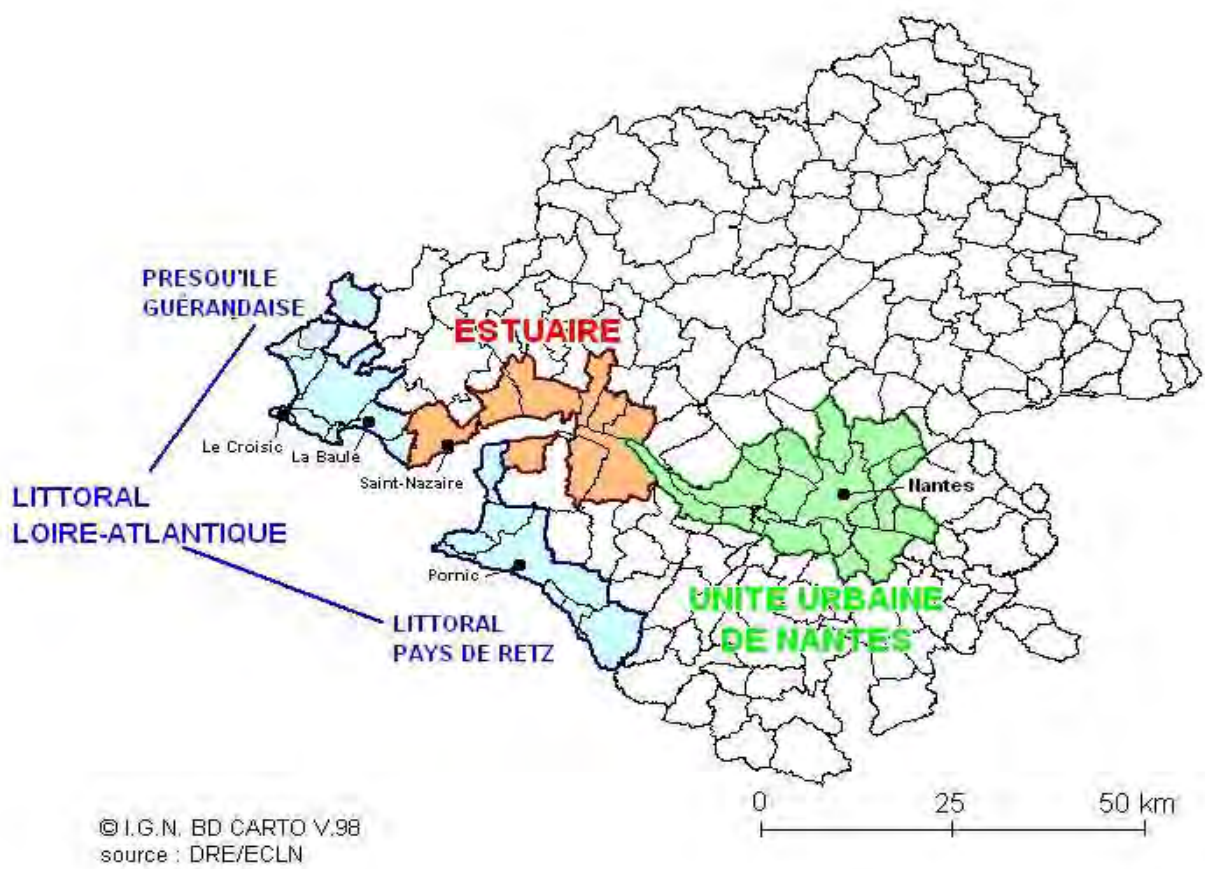 PRESQU'ILE
GUÉRANDAISE
ESTUAIRE
Le Croisic
La Baule
Saint-Nazaire
Nantes
LITTORAL
LOIRE-ATLANTIQUE
Pornic
UNITE URBAINE
DE NANTES
LITTORAL
PAYS DE RETZ
0 25 50 km
© I.G.N. BD CARTO V.98
source : DRE/ECLN